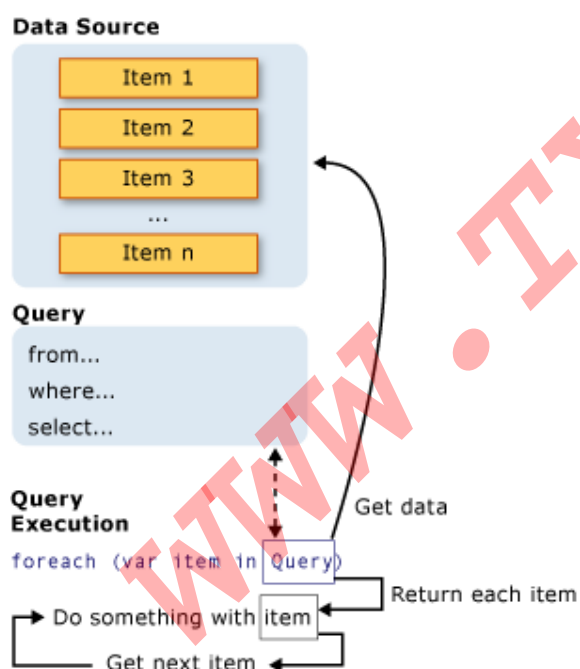 Data Source
Item 1
Item 2
Item 3
...
Item n
Query
from...
where...
select...
Query
Execution
Get data
foreach (var item in Query)
Return each item
Do something with item
Get next item
WWW.T